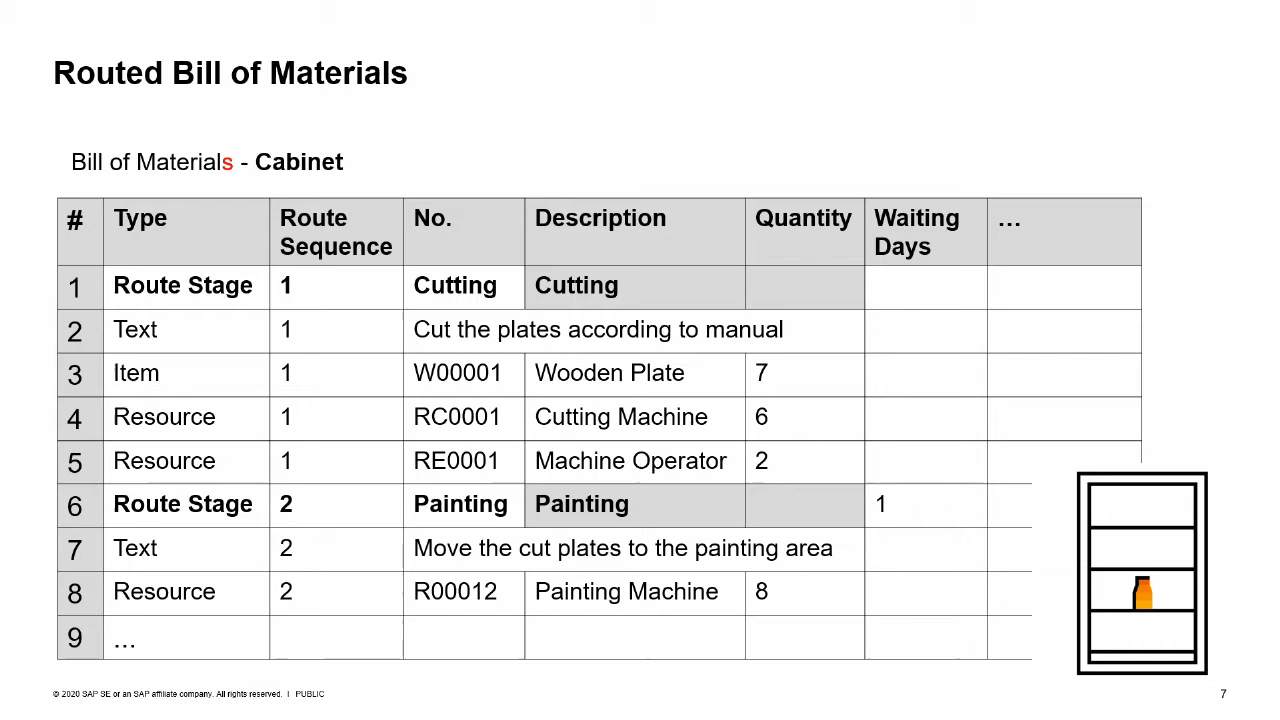 Routed Bill of Materials
Bill of Materials - Cabinet
# Type Route Sequence No. Description Quantity Waiting Days …
1 Route Stage 1 Cutting Cutting
2 Text 1 Cut the plates according to manual
3 Item 1 W00001 Wooden Plate 7
4 Resource 1 RC0001 Cutting Machine 6
5 Resource 1 RE0001 Machine Operator 2
6 Route Stage 2 Painting Painting 1
7 Text 2 Move the cut plates to the painting area
8 Resource 2 R00012 Painting Machine 8
9 …
© 2020 SAP SE or an SAP affiliate company. All rights reserved. I PUBLIC 7